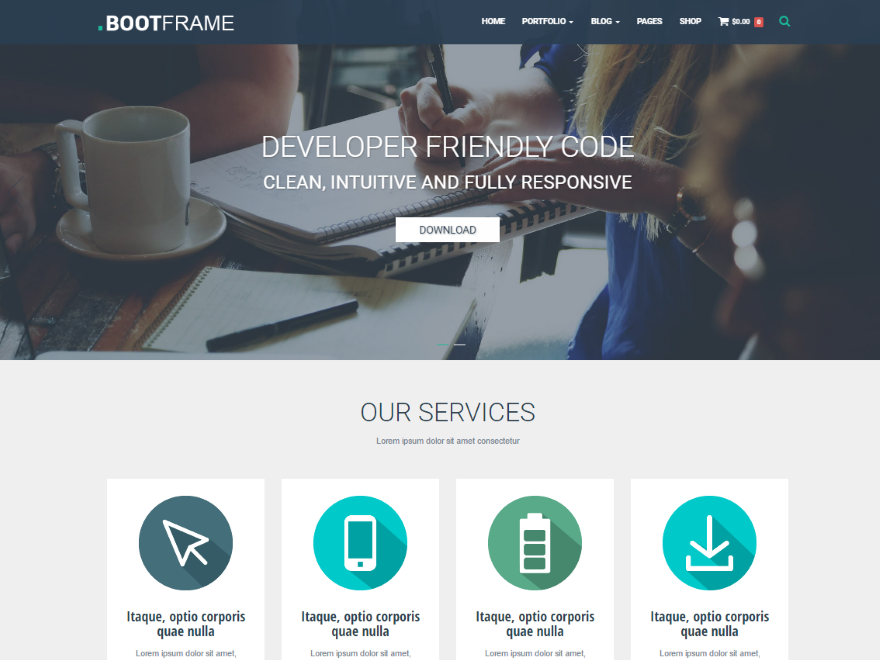 .BOOTFRAME
HOME PORTFOLIO BLOG PAGES SHOP $0.00 0
DEVELOPER FRIENDLY CODE
CLEAN, INTUITIVE AND FULLY RESPONSIVE
DOWNLOAD
OUR SERVICES
Lorem ipsum dolor sit amet consectetur
Itaque, optio corporis
quae nulla
Lorem ipsum dolor sit amet,
Itaque, optio corporis
quae nulla
Lorem ipsum dolor sit amet,
Itaque, optio corporis
quae nulla
Lorem ipsum dolor sit amet,
Itaque, optio corporis
quae nulla
Lorem ipsum dolor sit amet,